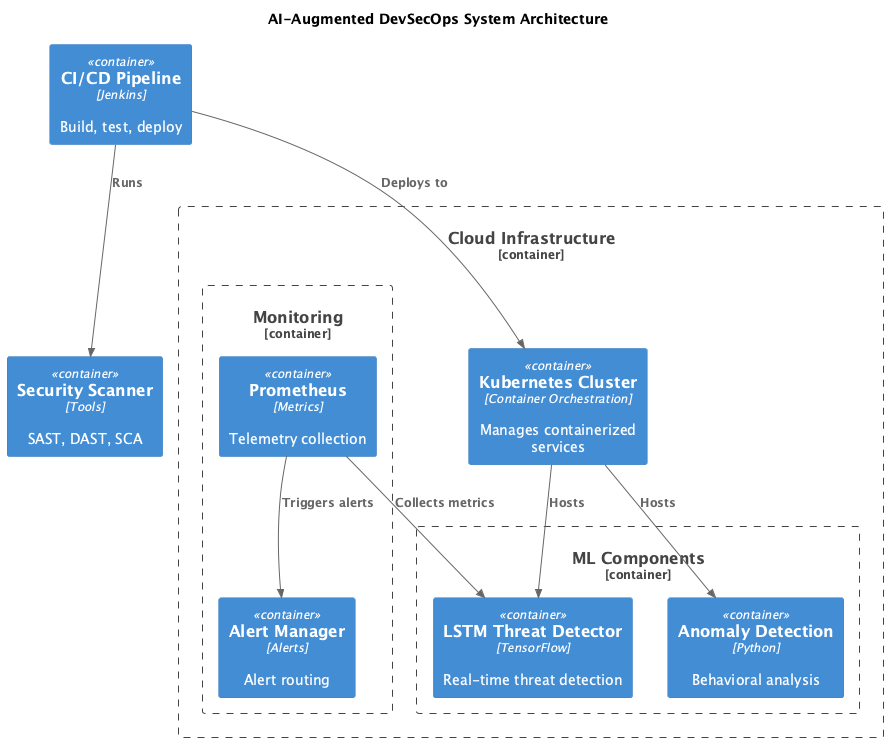 AI-Augmented DevSecOps System Architecture
«container»
CI/CD Pipeline
[Jenkins]
Build, test, deploy
Runs
Deploys to
Cloud Infrastructure
[container]
Monitoring
[container]
«container»
Security Scanner
[Tools]
SAST, DAST, SCA
«container»
Prometheus
[Metrics]
Telemetry collection
«container»
Kubernetes Cluster
[Container Orchestration]
Manages containerized
services
Triggers alerts
Collects metrics
Hosts
Hosts
ML Components
[container]
«container»
Alert Manager
[Alerts]
Alert routing
«container»
LSTM Threat Detector
[TensorFlow]
Real-time threat detection
«container»
Anomaly Detection
[Python]
Behavioral analysis